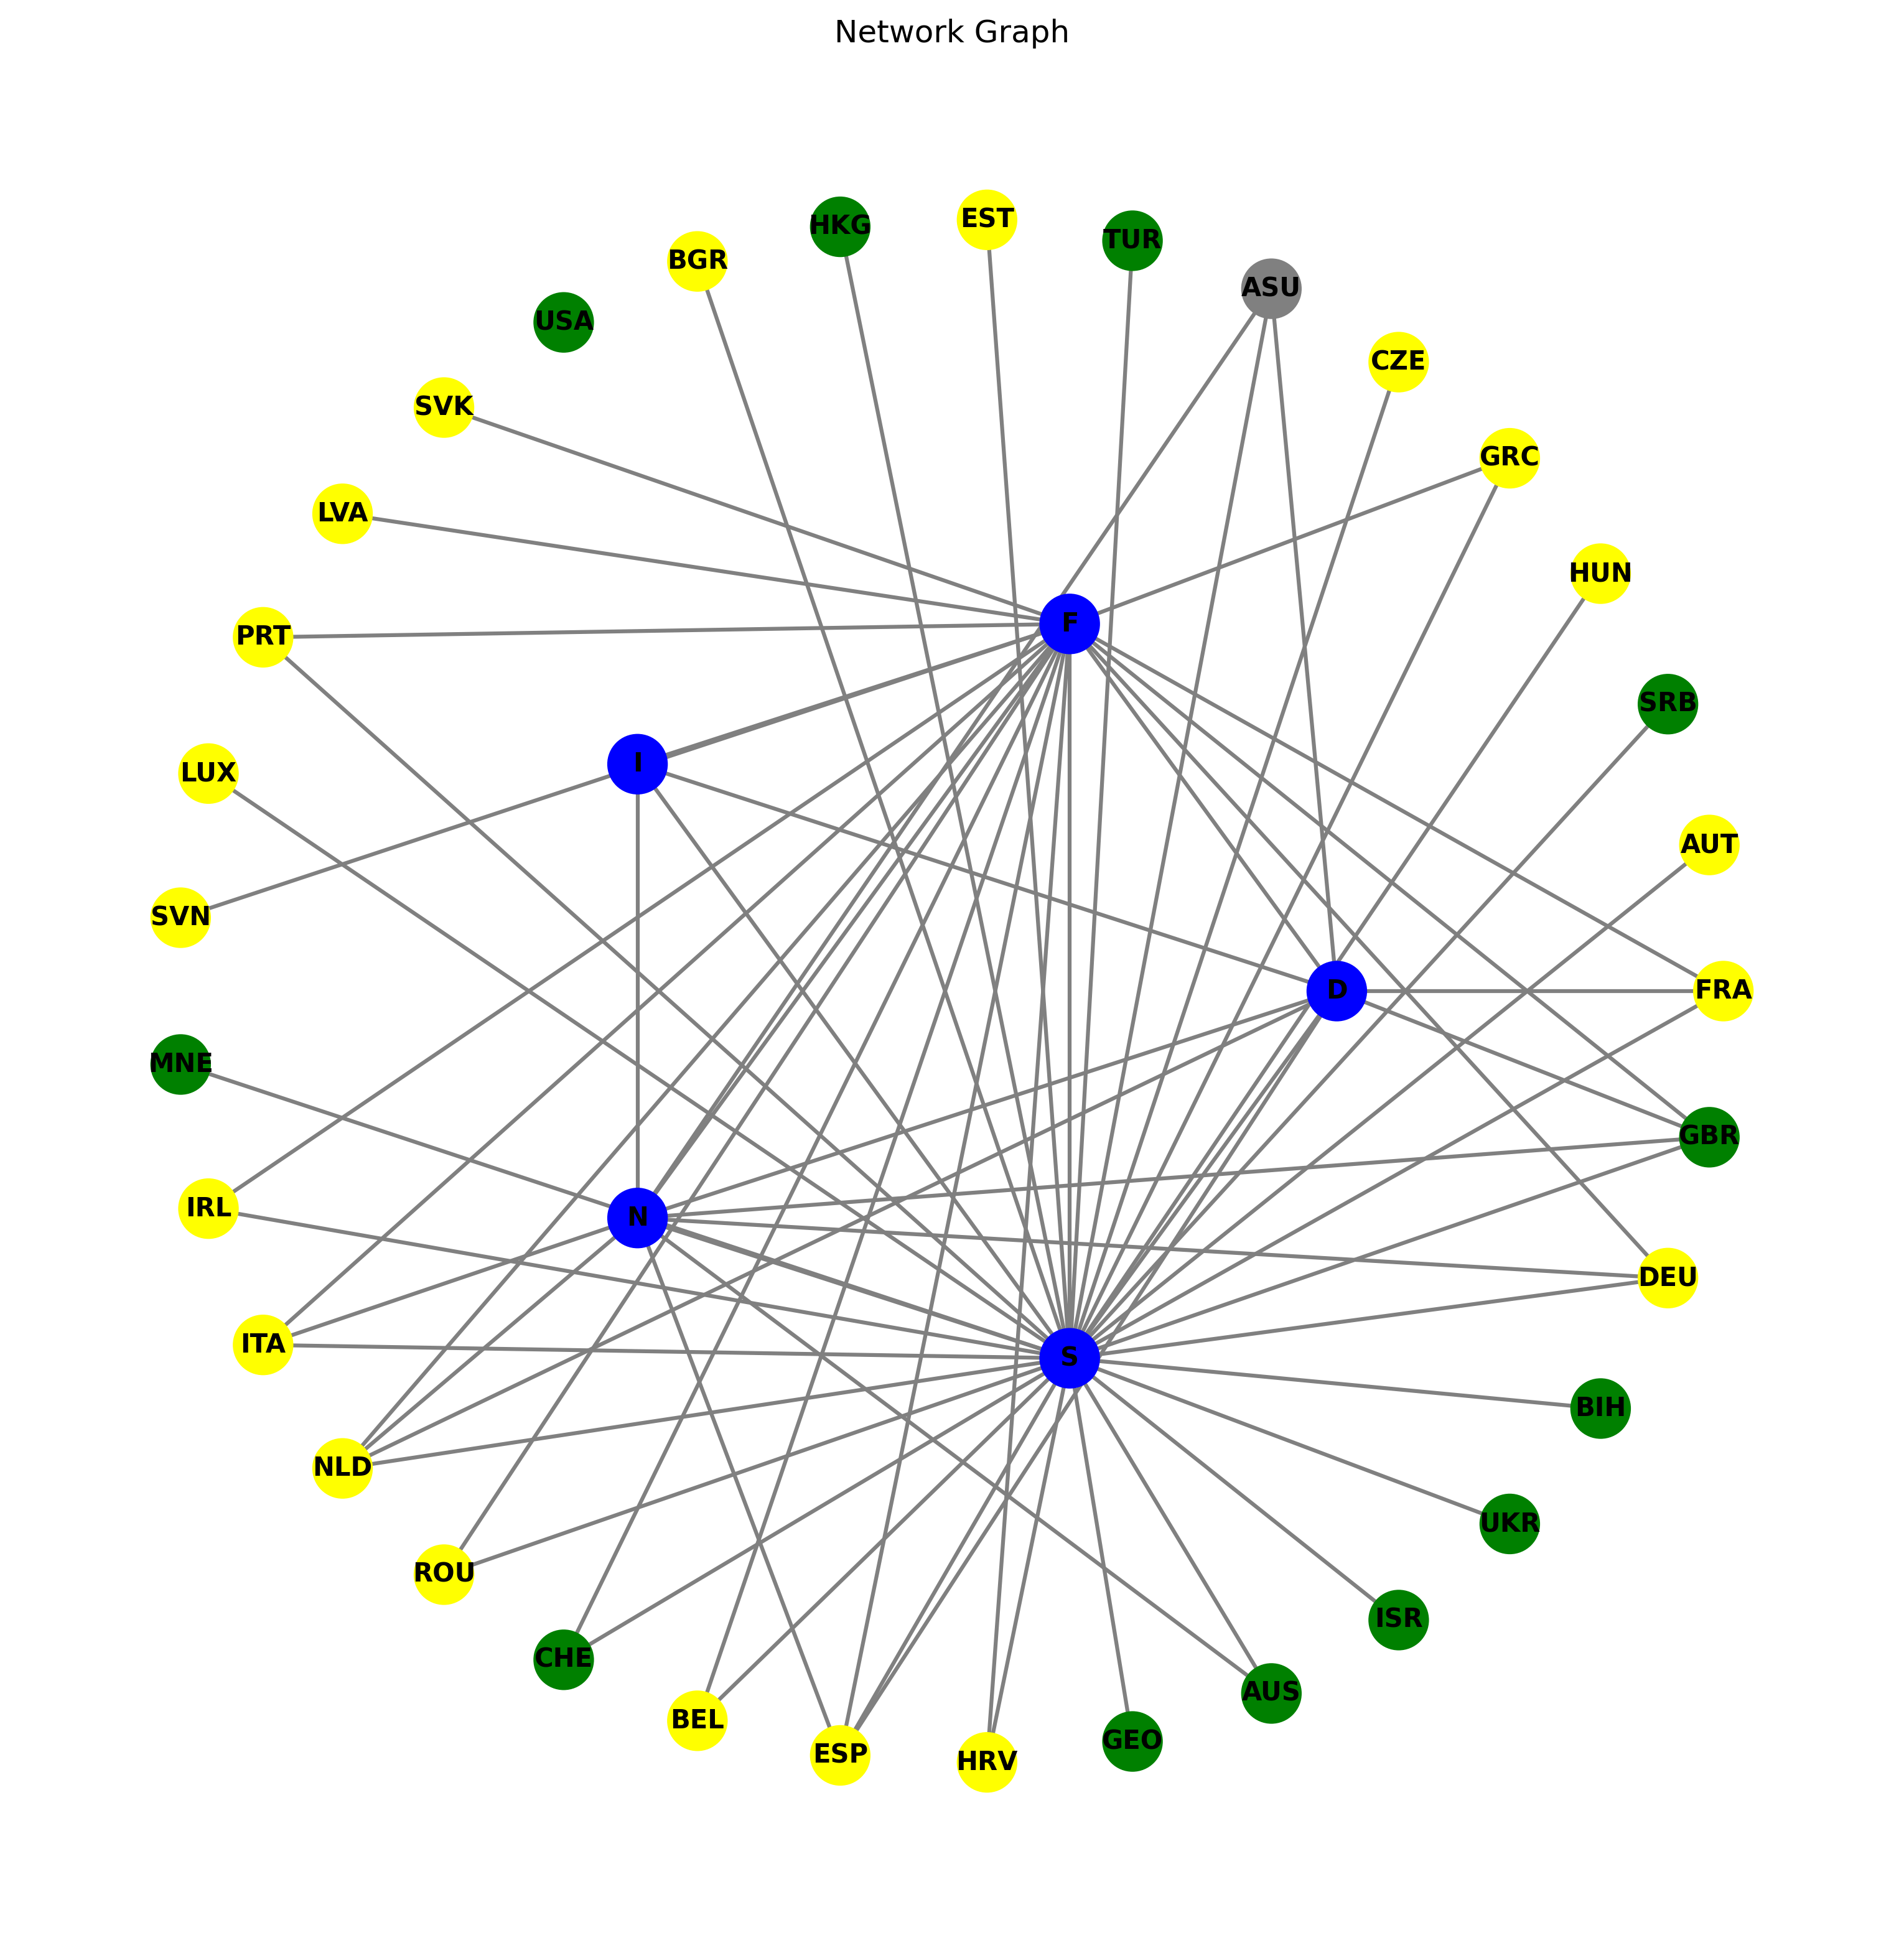 Network Graph
EST
HKG
TUR
BGR
ASU
USA
CZE
SVK
GRC
LVA
HUN
F
PRT
SRB
I
LUX
AUT
SVN
D
FRA
MNE
GBR
IRL
N
DEU
ITA
S
BIH
NLD
UKR
ROU
ISR
CHE
AUS
BEL
GEO
ESP
HRV